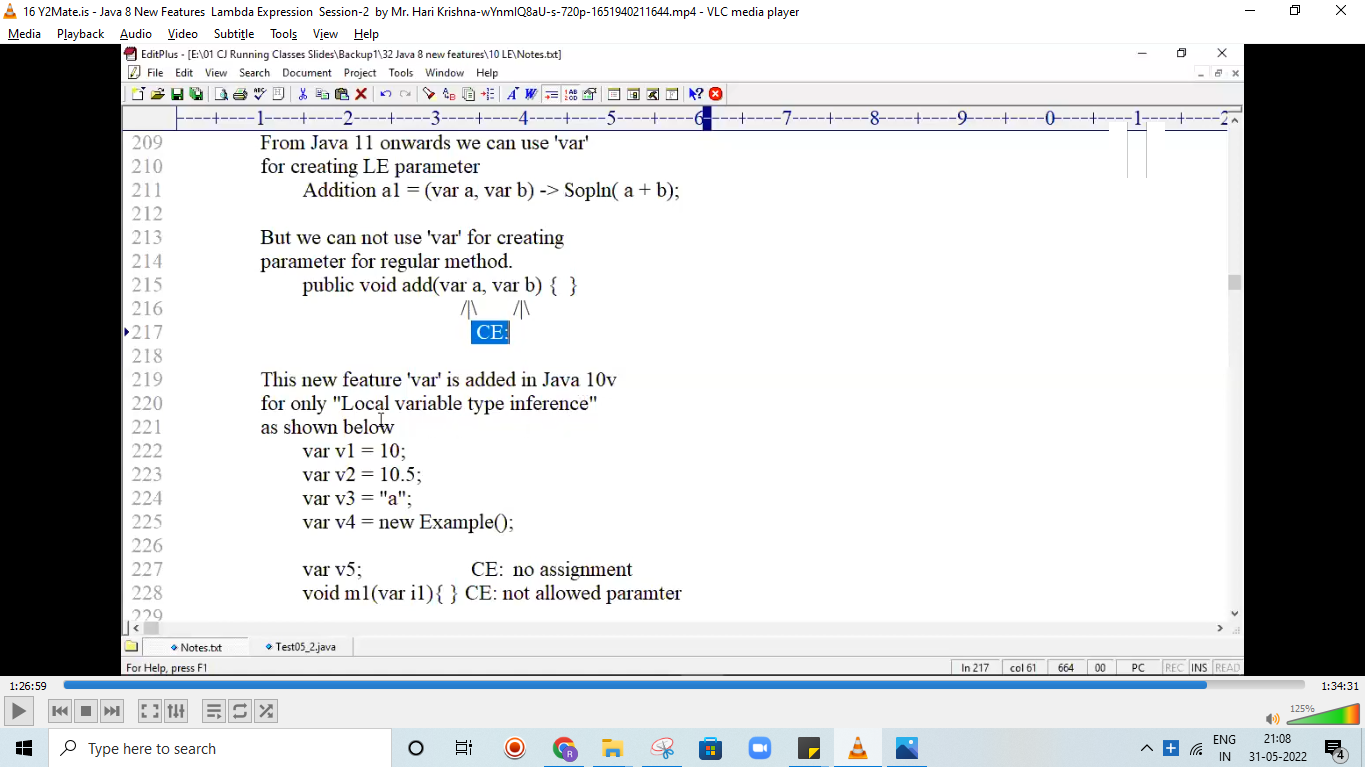 16 Y2Mate.is - Java 8 New Features  Lambda Expression  Session-2  by Mr. Hari Krishna-wYnmIQ8aU-s-720p-1651940211644.mp4 - VLC media player
Media Playback Audio Video Subtitle Tools View Help
EditPlus - [E:\01 CJ Running Classes Slides\Backup1\32 Java 8 new features\10 LE\Notes.txt]
File Edit View Search Document Project Tools Window Help
----+----1----+----2----+----3----+----4----+----5----+----6----+----7----+----8----+----9----+----0----+----1----+----2
209 From Java 11 onwards we can use 'var'
210 for creating LE parameter
211 Addition a1 = (var a, var b) -> Sopln( a + b);
212
213 But we can not use 'var' for creating
214 parameter for regular method.
215 public void add(var a, var b) {  }
216 /|\ /|\
217 CE:
218
219 This new feature 'var' is added in Java 10v
220 for only "Local variable type inference"
221 as shown below
222 var v1 = 10;
223 var v2 = 10.5;
224 var v3 = "a";
225 var v4 = new Example();
226
227 var v5; CE:  no assignment
228 void m1(var i1){ } CE: not allowed paramter
229
Notes.txt Test05_2.java
For Help, press F1 ln 217 col 61 664 00 PC REC INS READ
1:26:59 1:34:31
125%
Type here to search
ENG
IN
21:08
31-05-2022
4